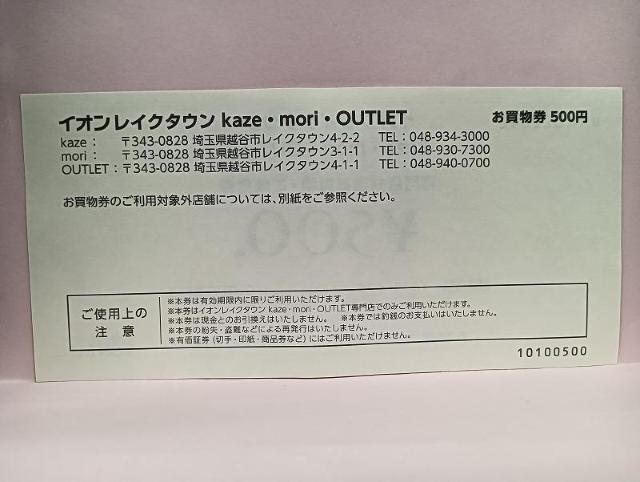 イオンレイクタウン kaze・mori・OUTLET お買物券 500円
kaze： 〒343-0828 埼玉県越谷市レイクタウン4-2-2 TEL：048-934-3000
mori： 〒343-0828 埼玉県越谷市レイクタウン3-1-1 TEL：048-930-7300
OUTLET：〒343-0828 埼玉県越谷市レイクタウン4-1-1 TEL：048-940-0700
お買物券のご利用対象外店舗については、別紙をご参照ください。
¥500
ご使用上の
注 意
※本券は有効期限内に限りご利用いただけます。
※本券はイオンレイクタウン kaze・mori・OUTLET専門店でのみご利用いただけます。
※本券は現金とのお引換えはいたしません。 ※本券では釣銭のお支払いはいたしません。
※本券の紛失・盗難などによる再発行はいたしません。
※有価証券（切手・印紙・商品券など）にはご利用いただけません。
10100500